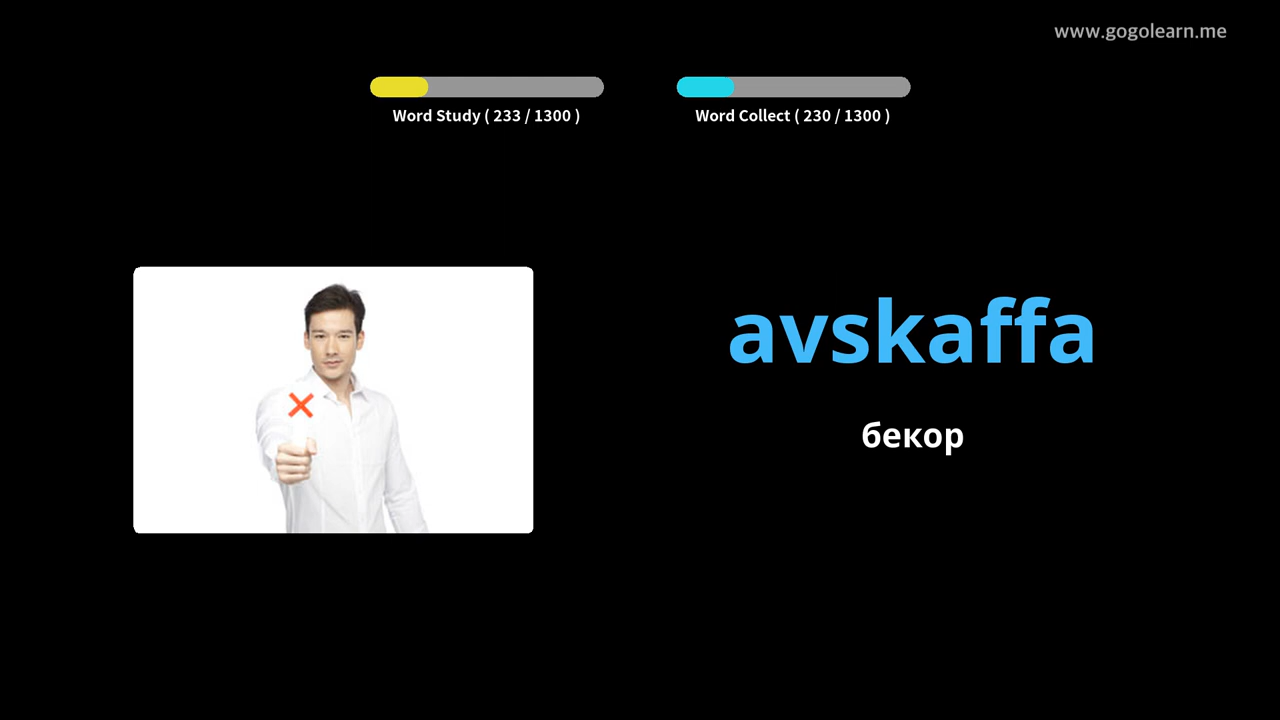 www.gogolearn.me
Word Study ( 233 / 1300 )
Word Collect ( 230 / 1300 )
avskaffa
бекор